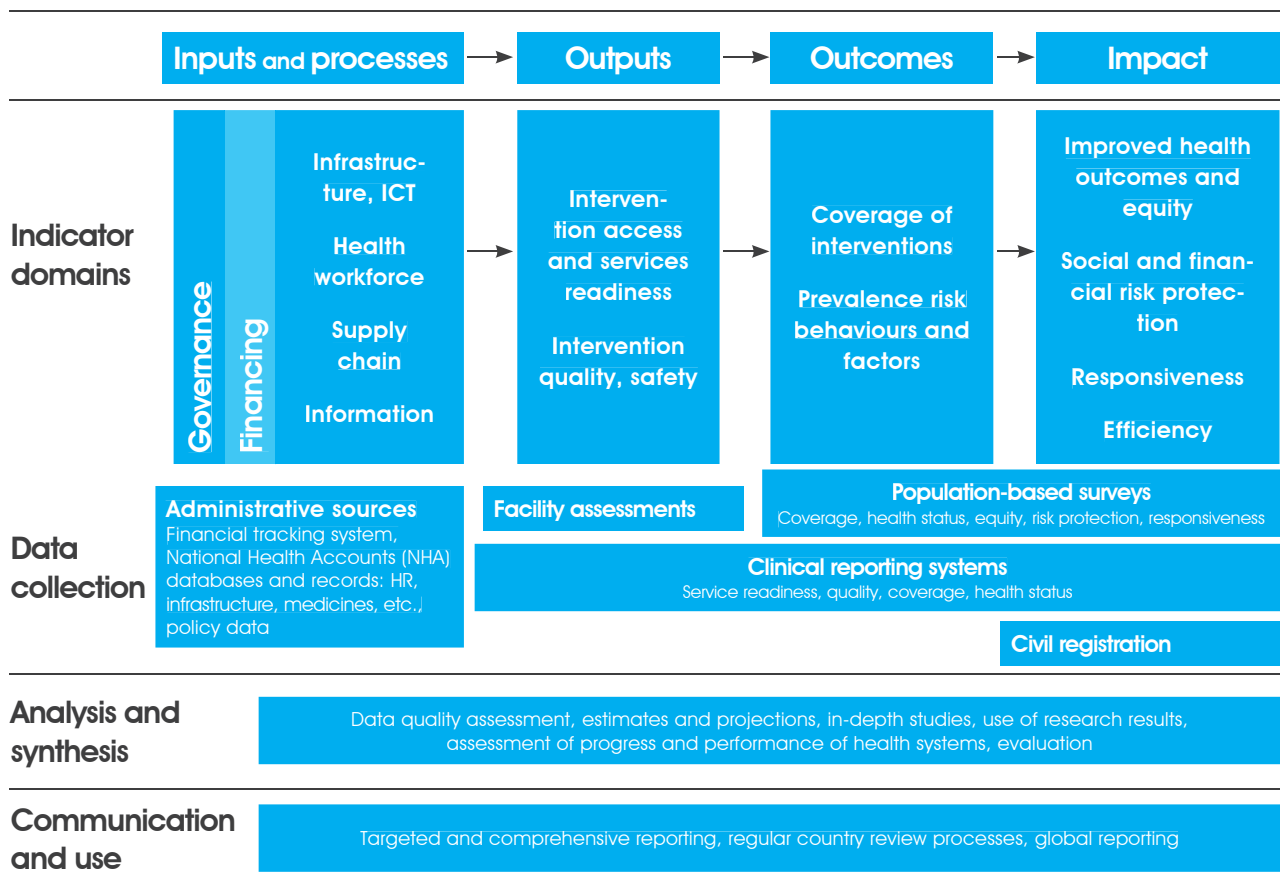 Inputs and processes
Outputs
Outcomes
Impact
Indicator
domains
Governance
Financing
Infrastruc-
ture, ICT
Health
workforce
Supply
chain
Information
Interven-
tion access
and services
readiness
Intervention
quality, safety
Coverage of
interventions
Prevalence risk
behaviours and
factors
Improved health
outcomes and
equity
Social and finan-
cial risk protec-
tion
Responsiveness
Efficiency
Data
collection
Administrative sources
Financial tracking system,
National Health Accounts (NHA)
databases and records: HR,
infrastructure, medicines, etc.,
policy data
Facility assessments
Population-based surveys
Coverage, health status, equity, risk protection, responsiveness
Clinical reporting systems
Service readiness, quality, coverage, health status
Civil registration
Analysis and
synthesis
Data quality assessment, estimates and projections, in-depth studies, use of research results,
assessment of progress and performance of health systems, evaluation
Communication
and use
Targeted and comprehensive reporting, regular country review processes, global reporting